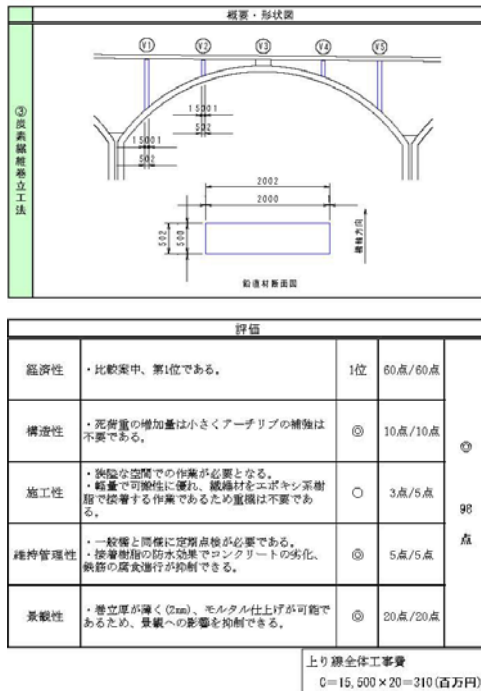 概要・形状図
③炭素繊維巻立工法
V1 V2 V3 V4 V5
1 500 1
502
1 500 1
502
2002
2000
502
500
橋軸方向
鉛直材断面図
評価
経済性
・比較案中、第1位である。
1位
60点/60点
構造性
・死荷重の増加量は小さくアーチリブの補強は
不要である。
◎
10点/10点
施工性
・狭隘な空間での作業が必要となる。
・軽量で可撓性に優れ、繊維材をエポキシ系樹
脂で接着する作業であるため重機は不要であ
る。
○
3点/5点
維持管理性
・一般橋と同様に定期点検が必要である。
・接着樹脂の防水効果でコンクリートの劣化、
鉄筋の腐食進行が抑制できる。
◎
5点/5点
景観性
・巻立厚が薄く(2mm)、モルタル仕上げが可能で
あるため、景観への影響を抑制できる。
◎
20点/20点
◎
98
点
上り線全体工事費
C=15,500×20=310(百万円)